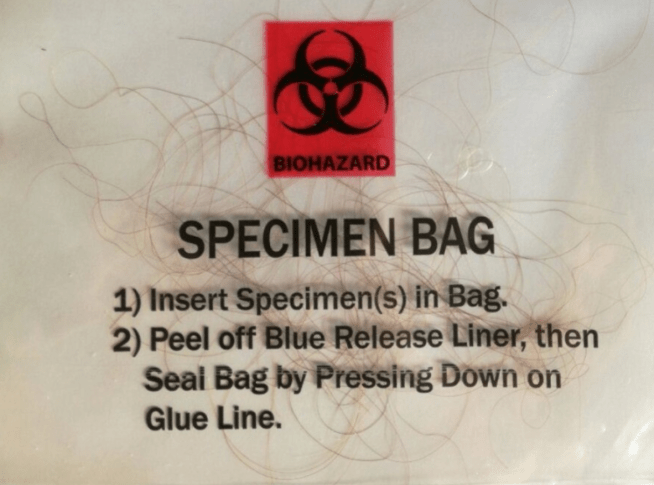 BIOHAZARD
SPECIMEN BAG
1) Insert Specimen(s) in Bag.
2) Peel off Blue Release Liner, then
Seal Bag by Pressing Down on
Glue Line.